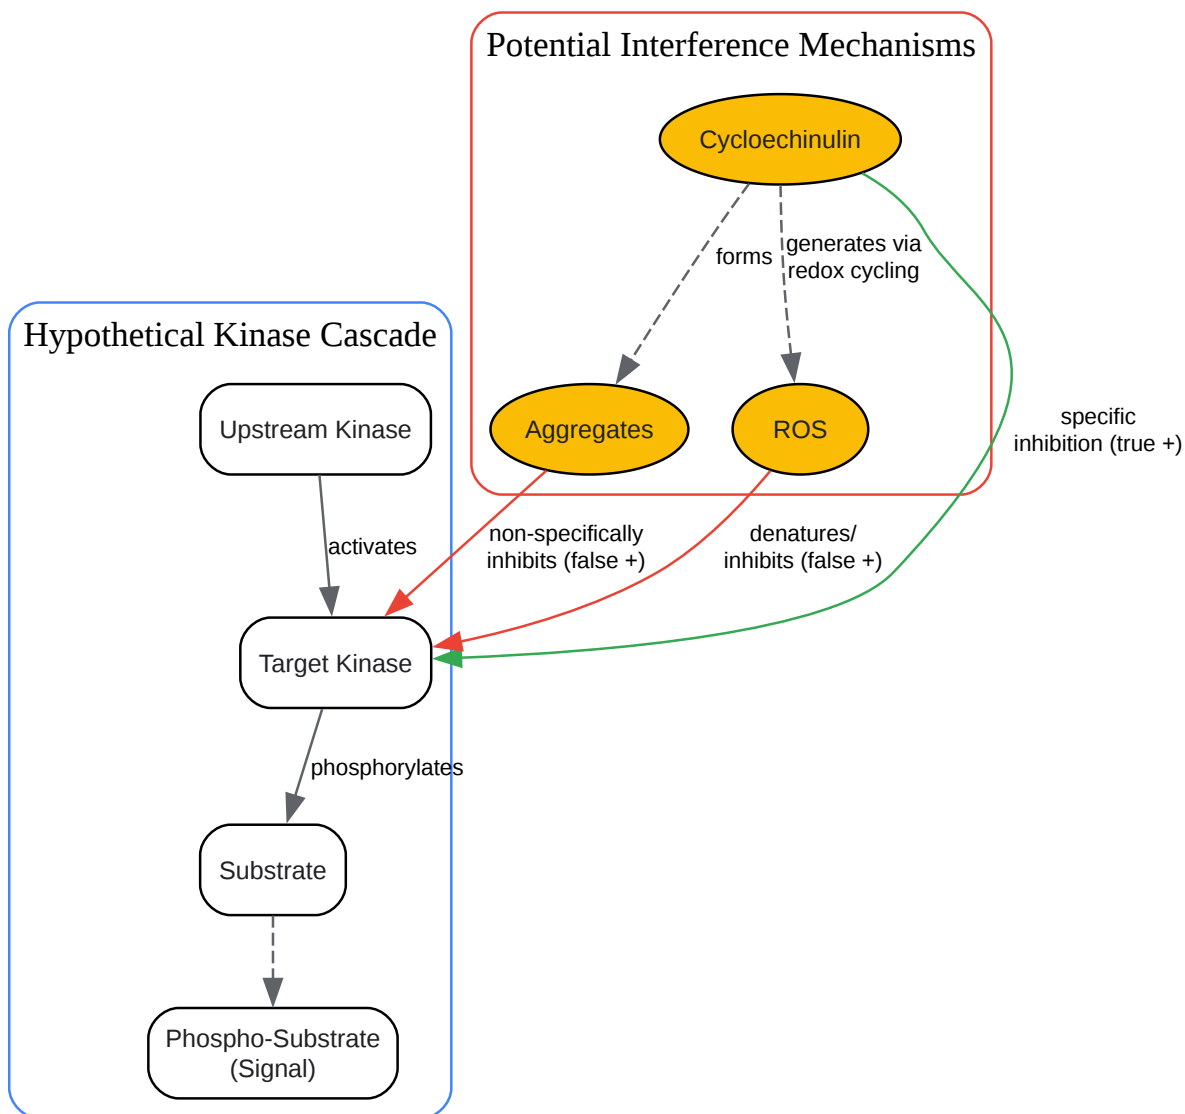 Potential Interference Mechanisms
Cycloechinulin
forms
generates via
redox cycling
Hypothetical Kinase Cascade
Upstream Kinase
Aggregates
ROS
specific
inhibition (true +)
activates
non-specifically
inhibits (false +)
denatures/
inhibits (false +)
Target Kinase
phosphorylates
Substrate
Phospho-Substrate
(Signal)